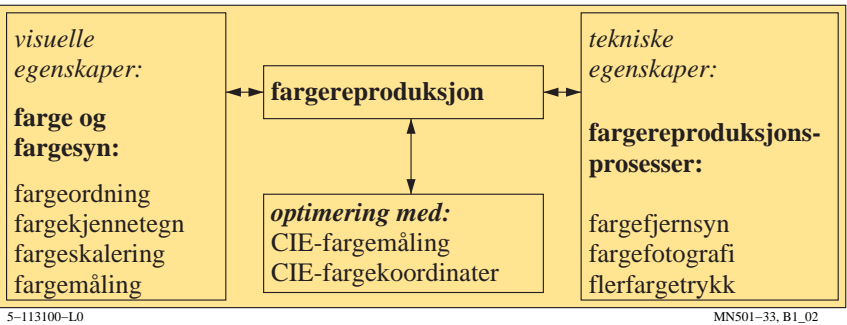 visuelle
egenskaper:
farge og
fargesyn:
fargeordning
fargekjennetegn
fargeskalering
fargemåling
fargereproduksjon
optimering med:
CIE-fargemåling
CIE-fargekoordinater
tekniske
egenskaper:
fargereproduksjons-
prosesser:
fargefjernsyn
fargefotografi
flerfargetrykk
5−113100−L0
MN501−33, B1_02